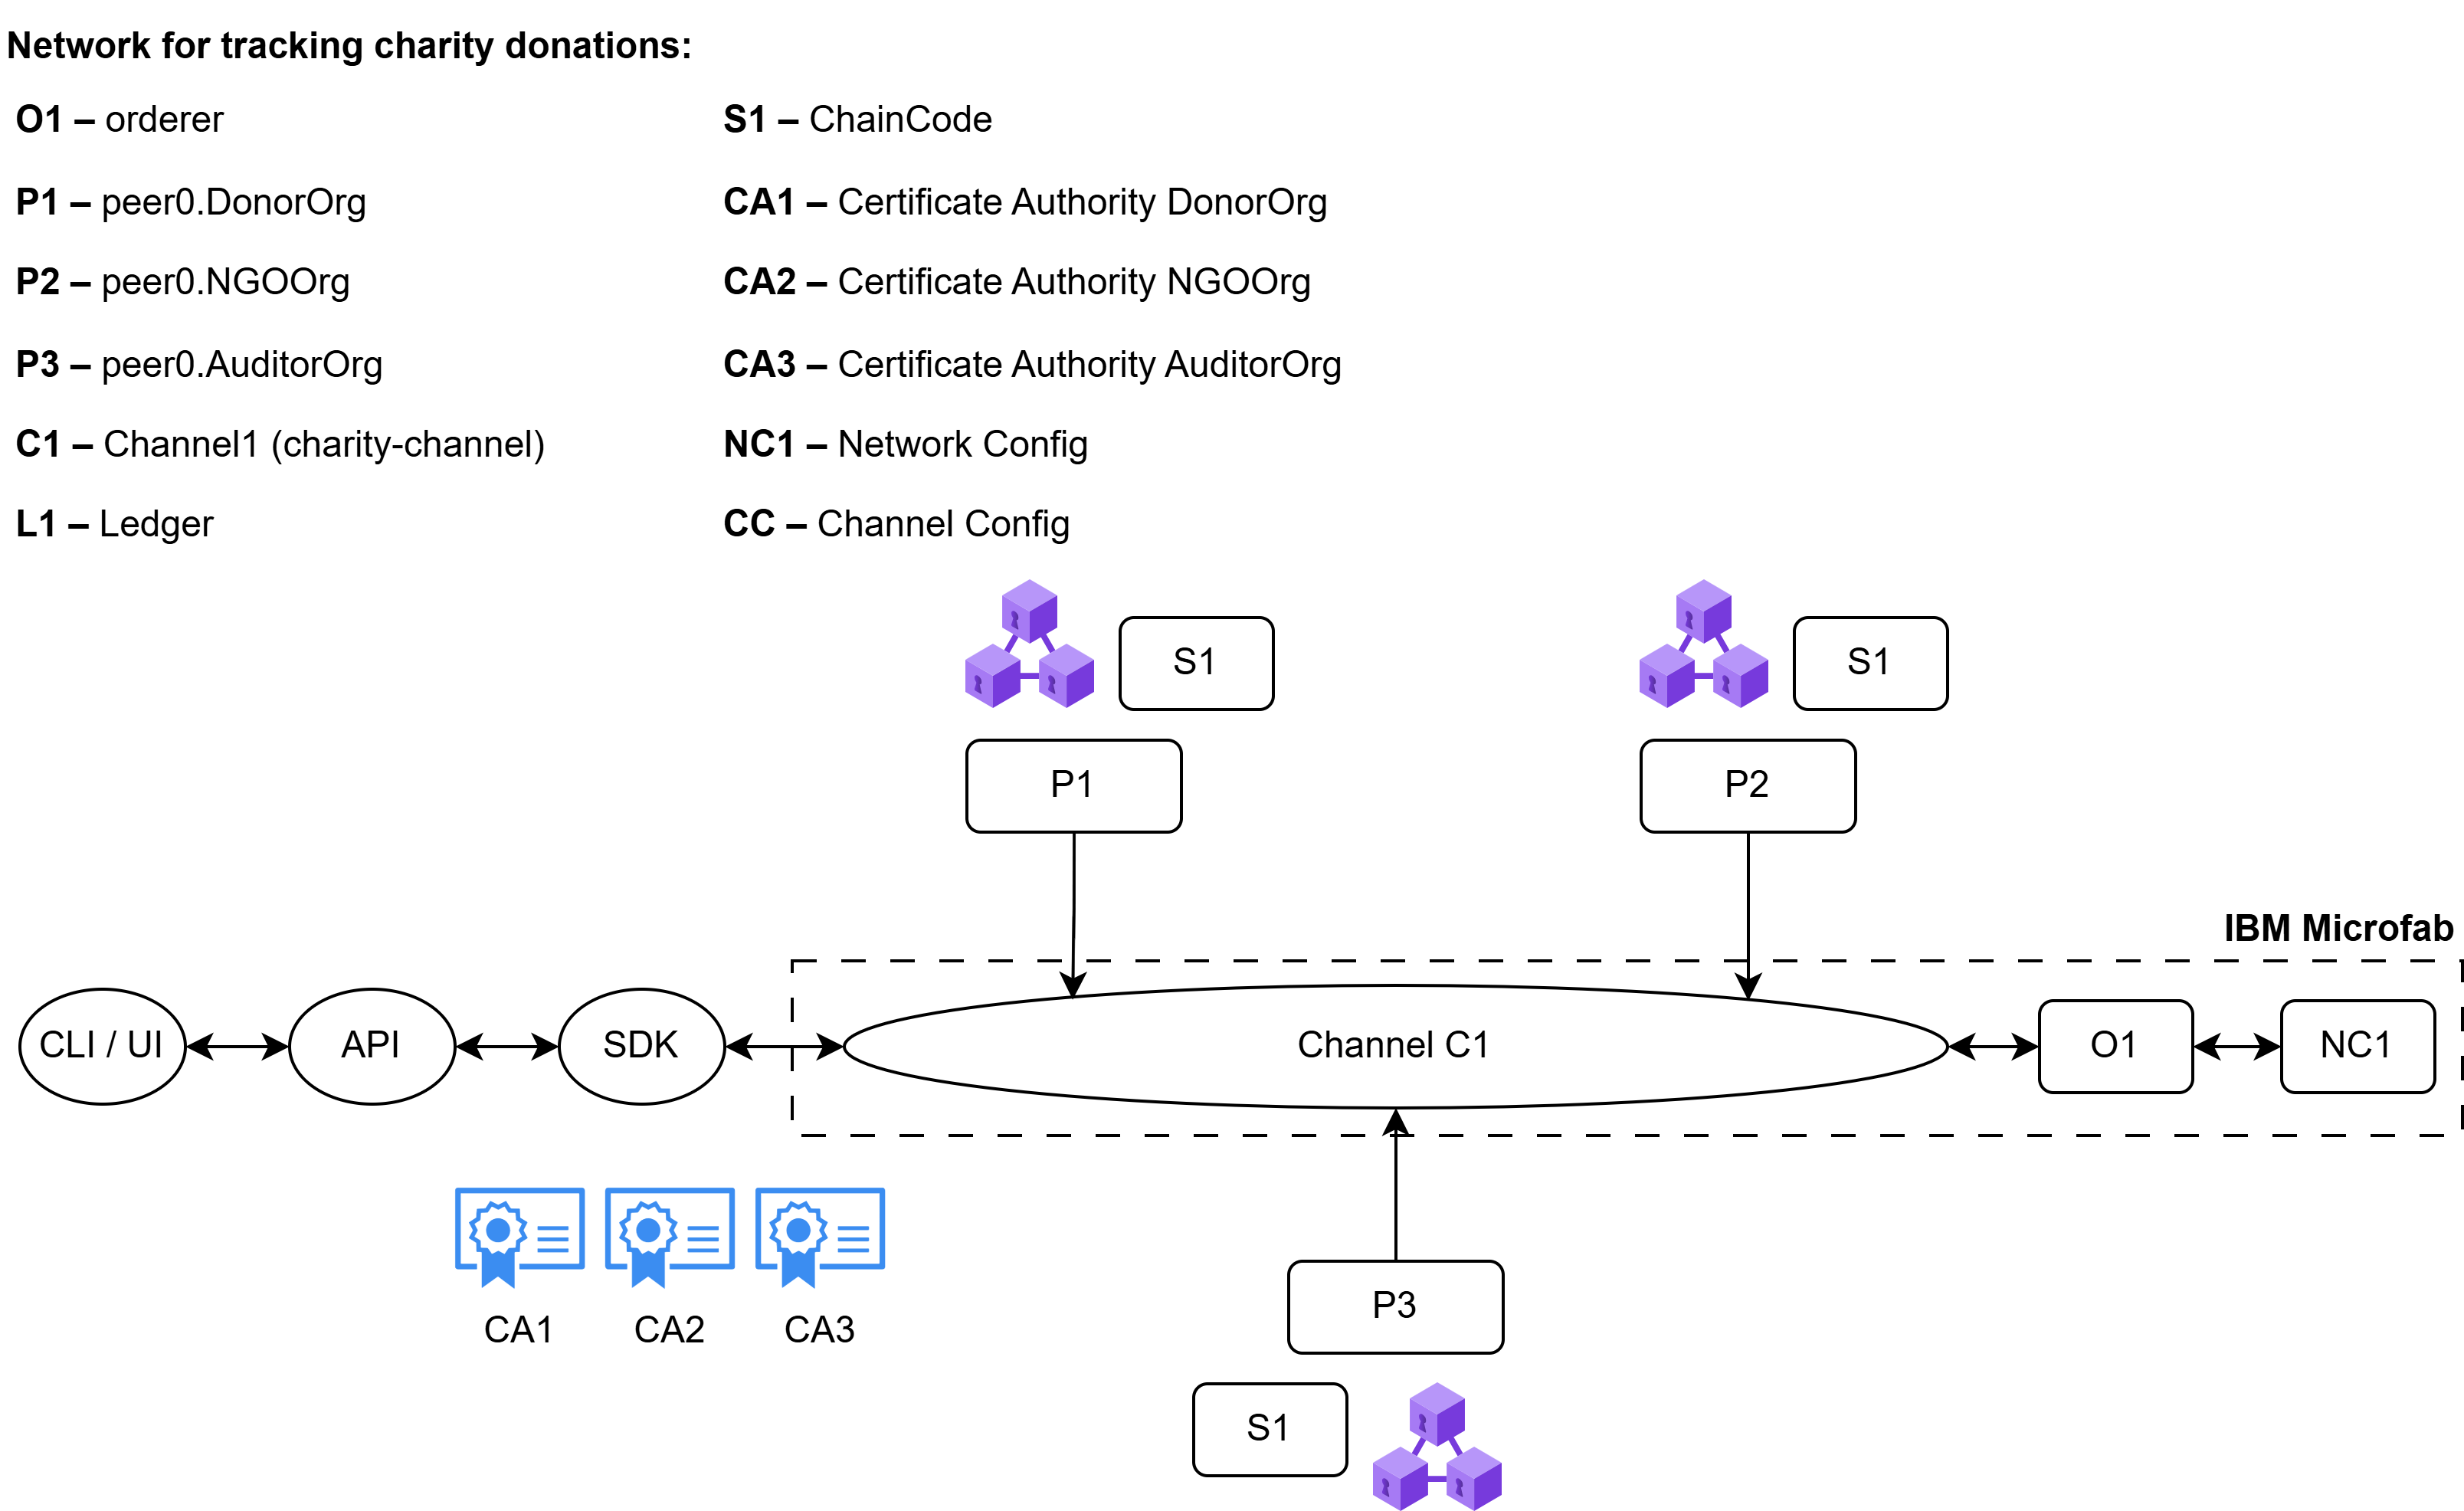 Network for tracking charity donations:
O1 – orderer
P1 – peer0.DonorOrg
P2 – peer0.NGOOrg
P3 – peer0.AuditorOrg
C1 – Channel1 (charity-channel)
L1 – Ledger
S1 – ChainCode
CA1 – Certificate Authority DonorOrg
CA2 – Certificate Authority NGOOrg
CA3 – Certificate Authority AuditorOrg
NC1 – Network Config
CC – Channel Config
S1
S1
P1
P2
IBM Microfab
CLI / UI
API
SDK
Channel C1
O1
NC1
CA1
CA2
CA3
P3
S1